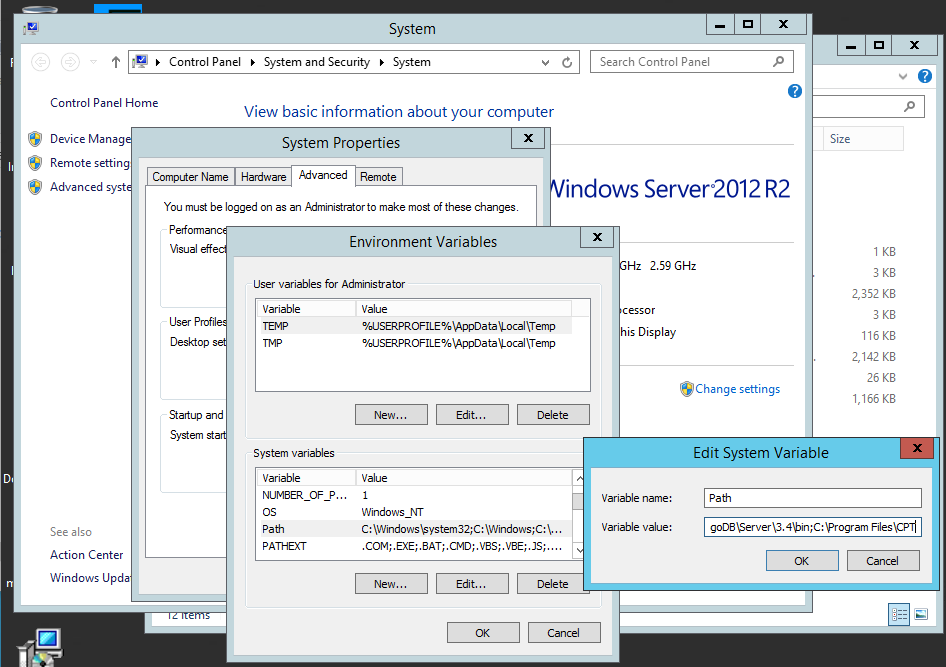 System
Control Panel
System and Security
System
Search Control Panel
Control Panel Home
View basic information about your computer
Device Manage
Remote setting
Advanced syste
Size
System Properties
Computer Name
Hardware
Advanced
Remote
Windows Server 2012 R2
You must be logged on as an Administrator to make most of these changes.
Performance
Visual effect
Environment Variables
User variables for Administrator
Variable Value
TEMP %USERPROFILE%\AppData\Local\Temp
TMP %USERPROFILE%\AppData\Local\Temp
New... Edit... Delete
GHz 2.59 GHz
ocessor
his Display
Change settings
1 KB
3 KB
2,352 KB
3 KB
116 KB
2,142 KB
26 KB
1,166 KB
User Profiles
Desktop set
Startup and
System start
System variables
Variable Value
NUMBER_OF_P... 1
OS Windows_NT
Path C:\Windows\system32;C:\Windows;C:\...
PATHEXT .COM;.EXE;.BAT;.CMD;.VBS;.VBE;.JS;....
New... Edit... Delete
OK Cancel
Edit System Variable
Variable name: Path
Variable value: goDB\Server\3.4\bin;C:\Program Files\CPT
OK Cancel
See also
Action Center
Windows Upda
12 items